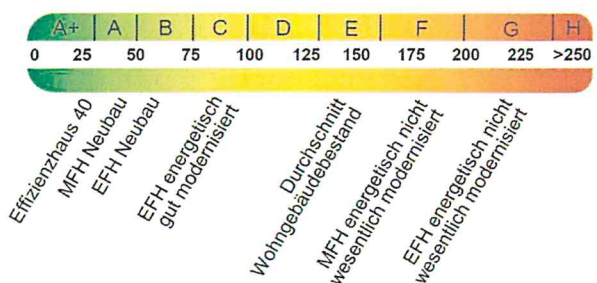 A+ A B C D E F G H
0 25 50 75 100 125 150 175 200 225 >250
Effizienzhaus 40
MFH Neubau
EFH Neubau
EFH energetisch
gut modernisiert
Durchschnitt
Wohngebäudebestand
MFH energetisch nicht
wesentlich modernisiert
EFH energetisch nicht
wesentlich modernisiert